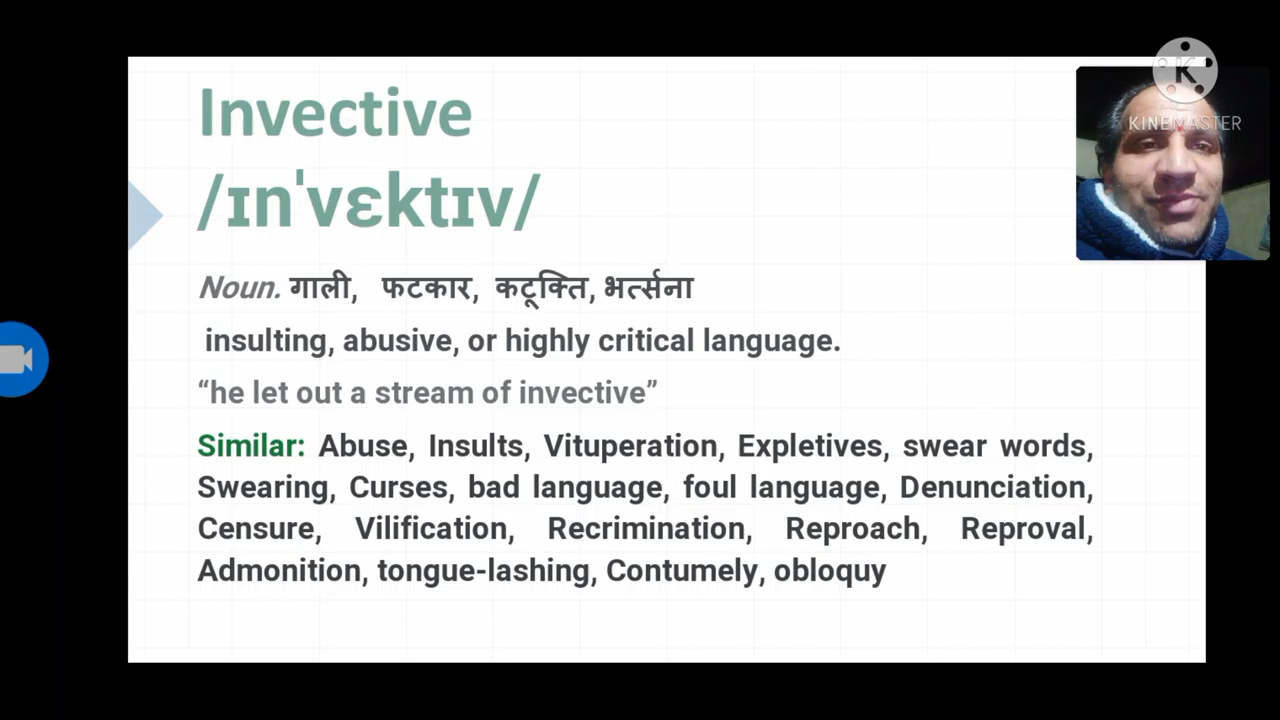 Invective
/ɪnˈvɛktɪv/
Noun. गाली, फटकार, कटूक्ति, भर्त्सना
insulting, abusive, or highly critical language.
“he let out a stream of invective”
Similar: Abuse, Insults, Vituperation, Expletives, swear words,
Swearing, Curses, bad language, foul language, Denunciation,
Censure, Vilification, Recrimination, Reproach, Reproval,
Admonition, tongue-lashing, Contumely, obloquy
K
KINEMASTER